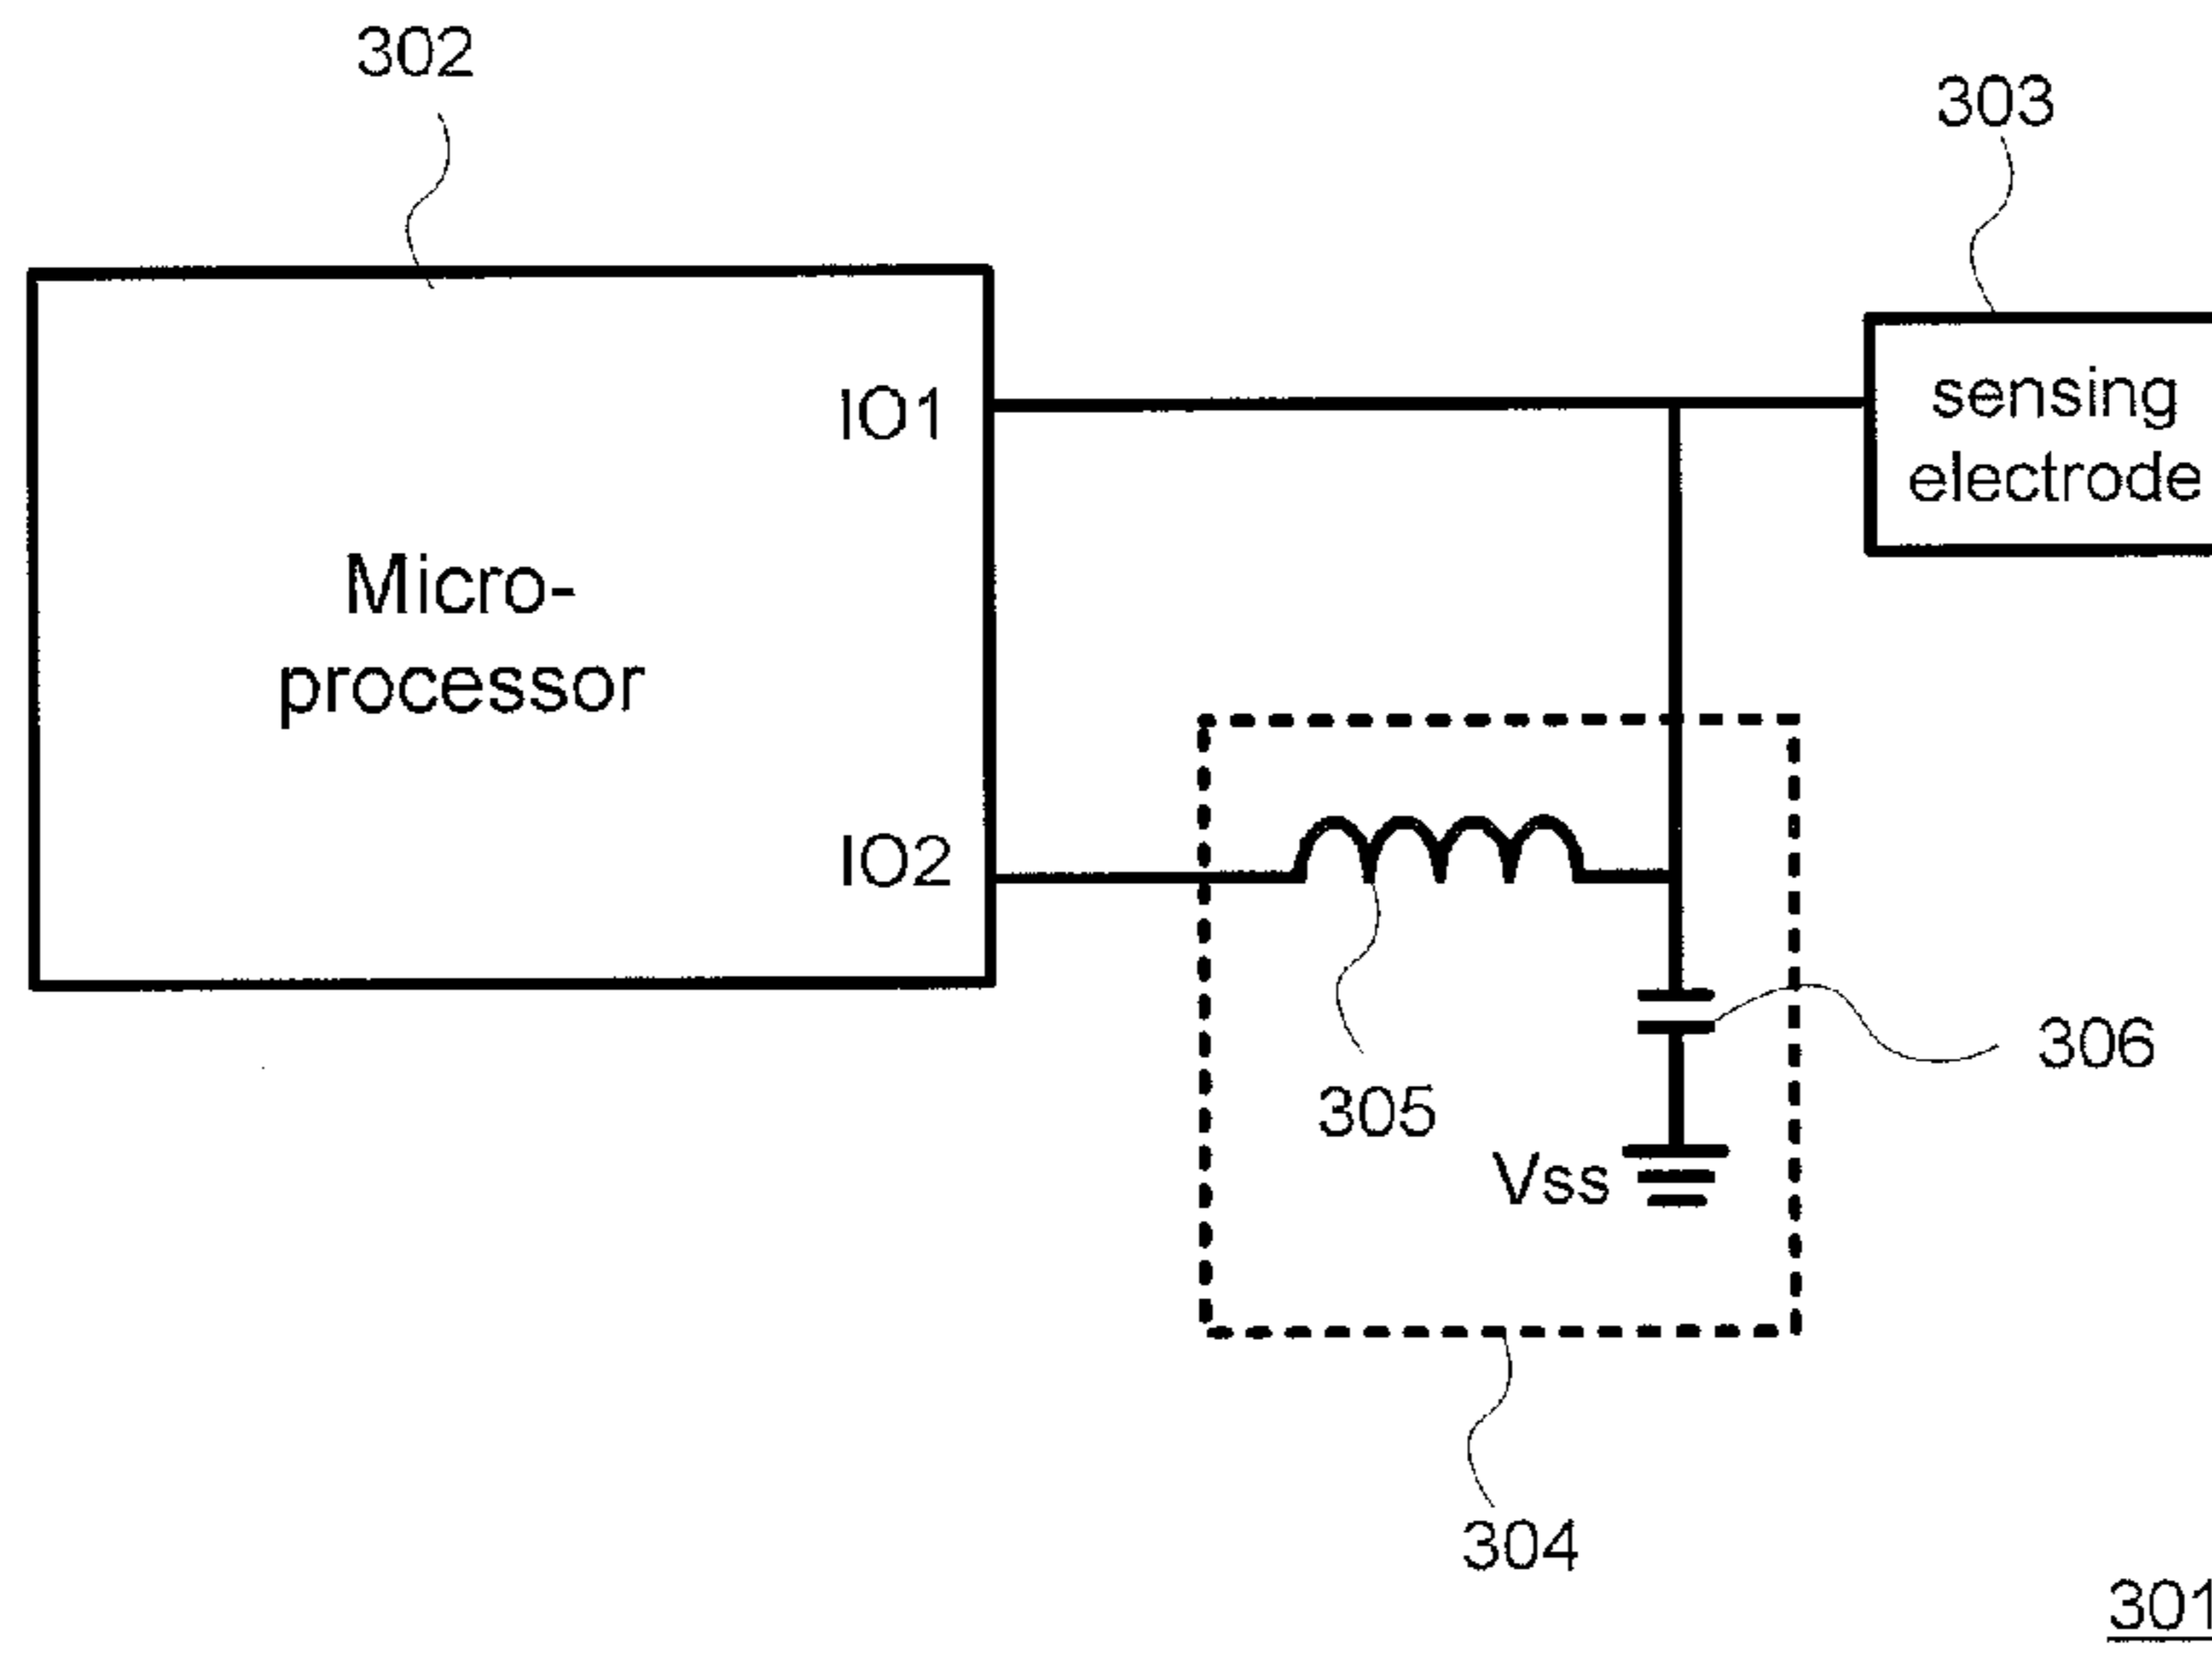 302
303
IO1
sensing
electrode
Micro-
processor
IO2
306
305
Vss
304
301